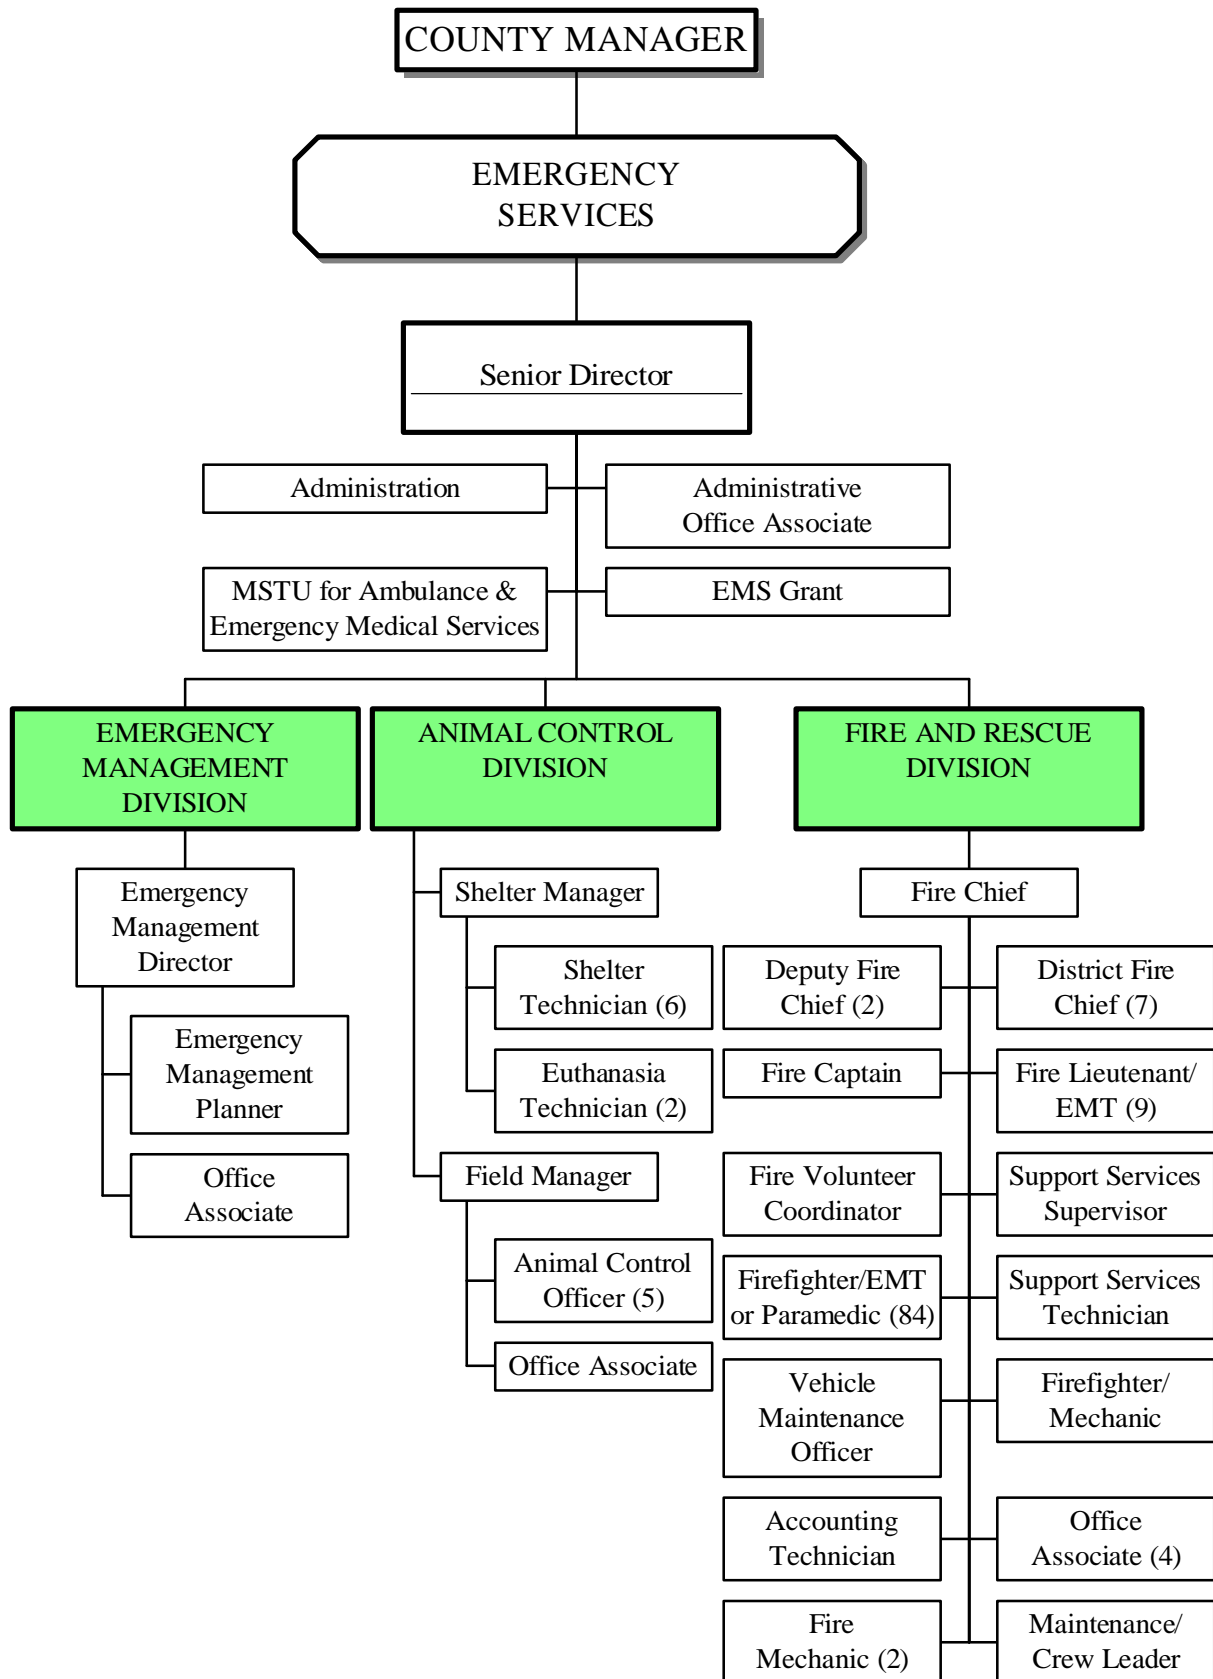 COUNTY MANAGER
EMERGENCY
SERVICES
Senior Director
Administration
Administrative
Office Associate
MSTU for Ambulance &
Emergency Medical Services
EMS Grant
EMERGENCY
MANAGEMENT
DIVISION
ANIMAL CONTROL
DIVISION
FIRE AND RESCUE
DIVISION
Emergency
Management
Director
Emergency
Management
Planner
Office
Associate
Shelter Manager
Shelter
Technician (6)
Euthanasia
Technician (2)
Field Manager
Animal Control
Officer (5)
Office Associate
Fire Chief
Deputy Fire
Chief (2)
District Fire
Chief (7)
Fire Captain
Fire Lieutenant/
EMT (9)
Fire Volunteer
Coordinator
Support Services
Supervisor
Firefighter/EMT
or Paramedic (84)
Support Services
Technician
Vehicle
Maintenance
Officer
Firefighter/
Mechanic
Accounting
Technician
Office
Associate (4)
Fire
Mechanic (2)
Maintenance/
Crew Leader